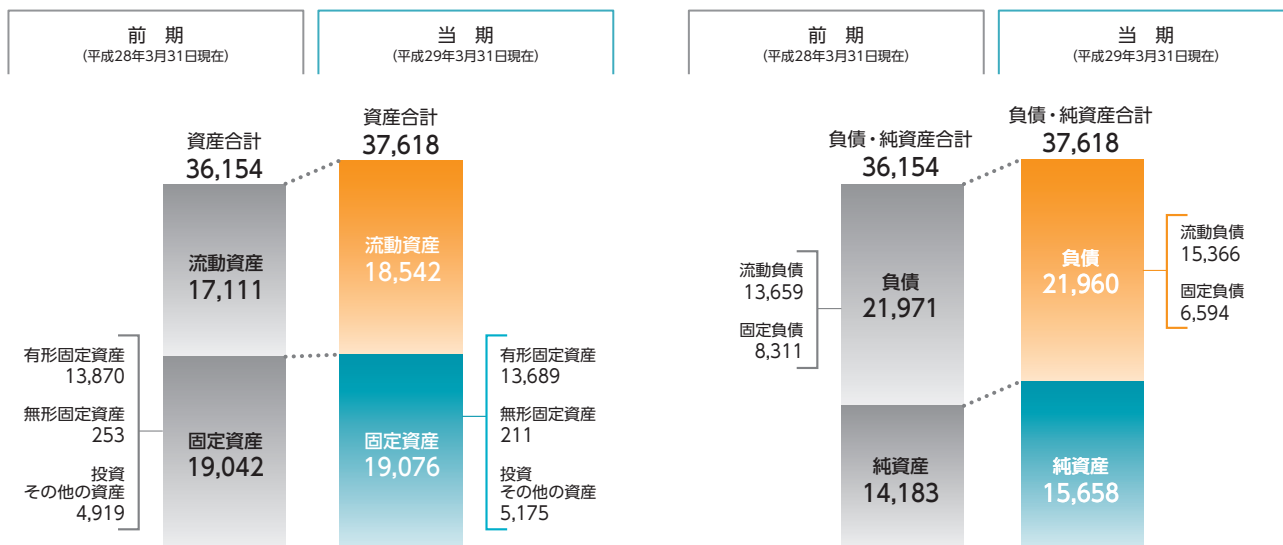 前　期
(平成28年3月31日現在)
当　期
(平成29年3月31日現在)
資産合計
36,154
資産合計
37,618
流動資産
17,111
流動資産
18,542
有形固定資産
13,870
無形固定資産
253
投資
その他の資産
4,919
固定資産
19,042
固定資産
19,076
有形固定資産
13,689
無形固定資産
211
投資
その他の資産
5,175
前　期
(平成28年3月31日現在)
当　期
(平成29年3月31日現在)
負債・純資産合計
36,154
負債・純資産合計
37,618
流動負債
13,659
固定負債
8,311
負債
21,971
負債
21,960
流動負債
15,366
固定負債
6,594
純資産
14,183
純資産
15,658